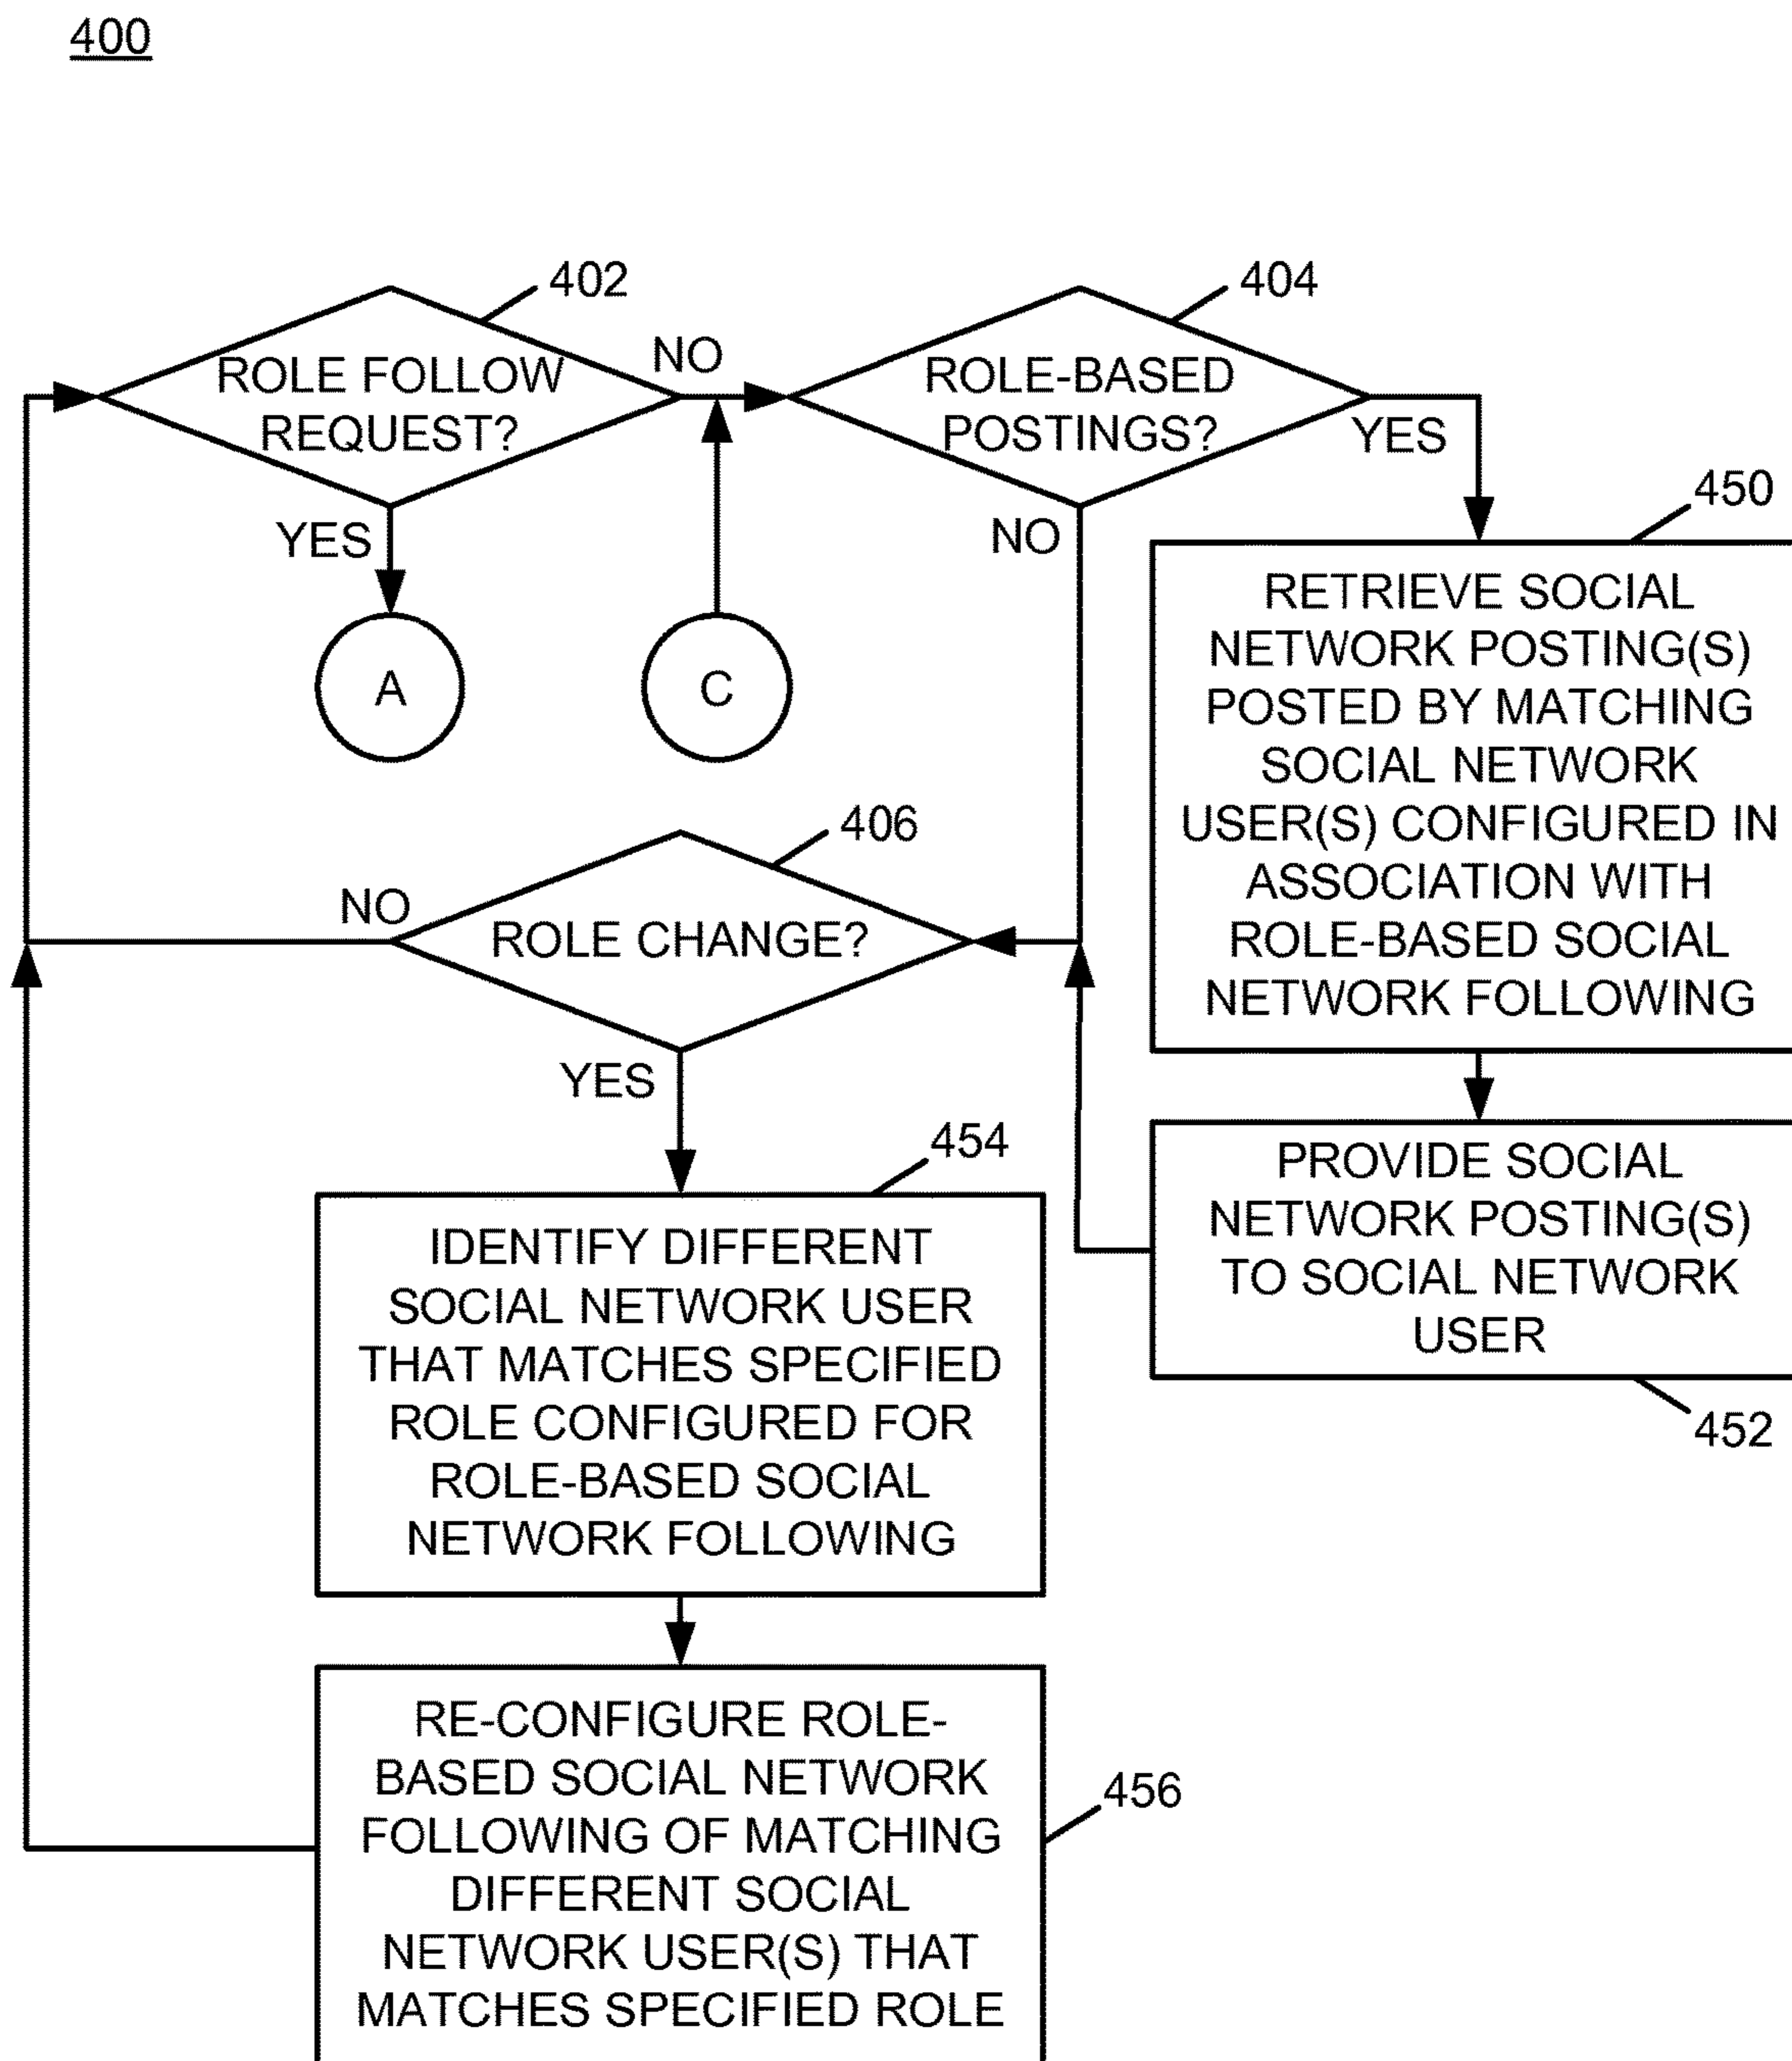 400
402
ROLE FOLLOW
REQUEST?
NO
YES
A
C
404
ROLE-BASED
POSTINGS?
YES
NO
450
RETRIEVE SOCIAL
NETWORK POSTING(S)
POSTED BY MATCHING
SOCIAL NETWORK
USER(S) CONFIGURED IN
ASSOCIATION WITH
ROLE-BASED SOCIAL
NETWORK FOLLOWING
406
NO
ROLE CHANGE?
YES
PROVIDE SOCIAL
NETWORK POSTING(S)
TO SOCIAL NETWORK
USER
452
454
IDENTIFY DIFFERENT
SOCIAL NETWORK USER
THAT MATCHES SPECIFIED
ROLE CONFIGURED FOR
ROLE-BASED SOCIAL
NETWORK FOLLOWING
RE-CONFIGURE ROLE-
BASED SOCIAL NETWORK
FOLLOWING OF MATCHING
DIFFERENT SOCIAL
NETWORK USER(S) THAT
MATCHES SPECIFIED ROLE
456